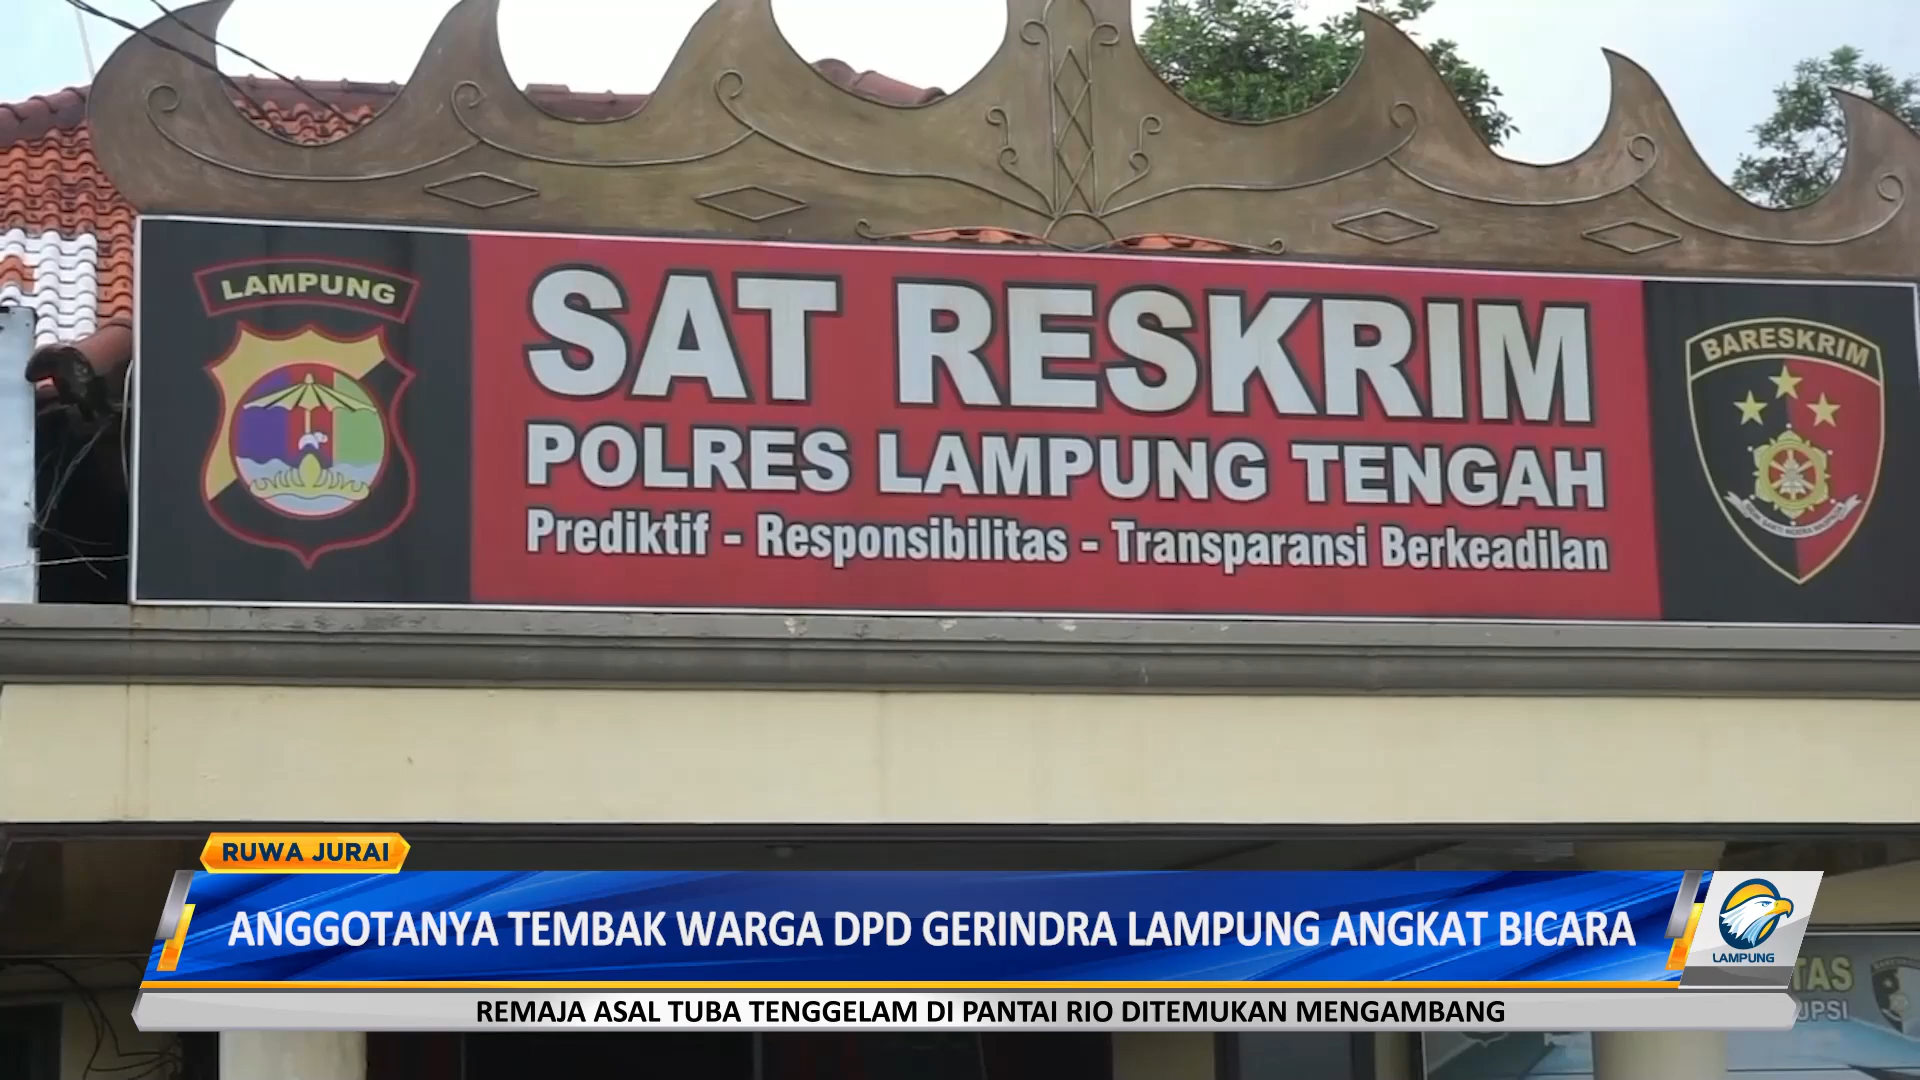 LAMPUNG
SAT RESKRIM
BARESKRIM
POLRES LAMPUNG TENGAH
Prediktif - Responsibilitas - Transparansi Berkeadilan
RUWA JURAI
ANGGOTANYA TEMBAK WARGA DPD GERINDRA LAMPUNG ANGKAT BICARA
LAMPUNG
REMAJA ASAL TUBA TENGGELAM DI PANTAI RIO DITEMUKAN MENGAMBANG